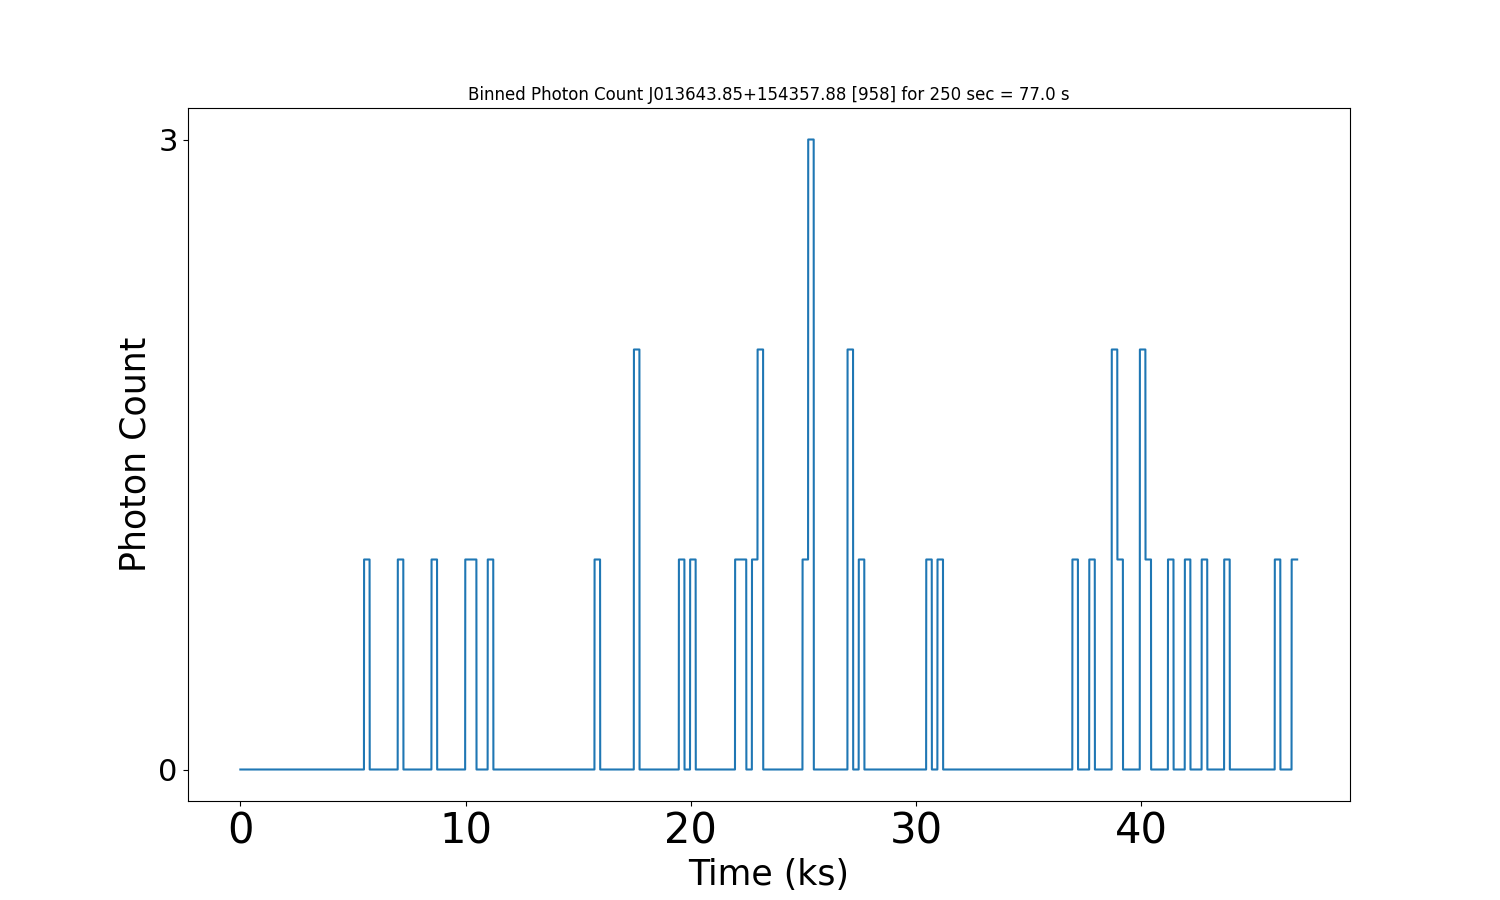 Binned Photon Count J013643.85+154357.88 [958] for 250 sec = 77.0 s
3
0
Photon Count
0 10 20 30 40
Time (ks)